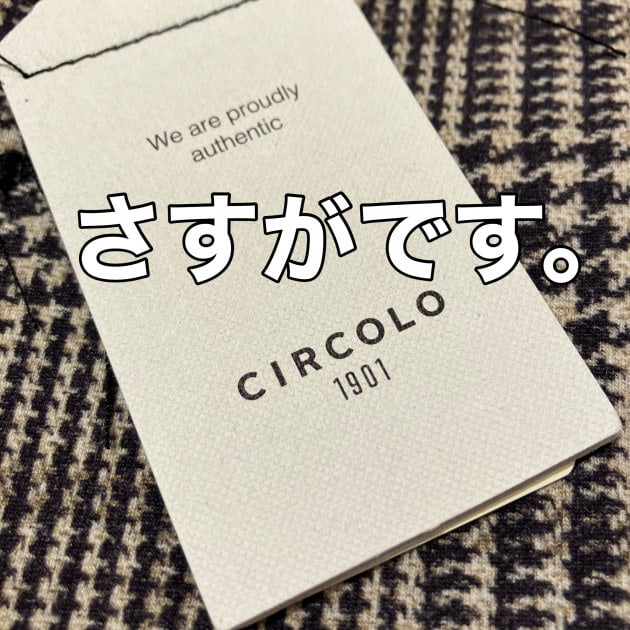 We are proudly
authentic
さすがです。
CIRCOLO
1901